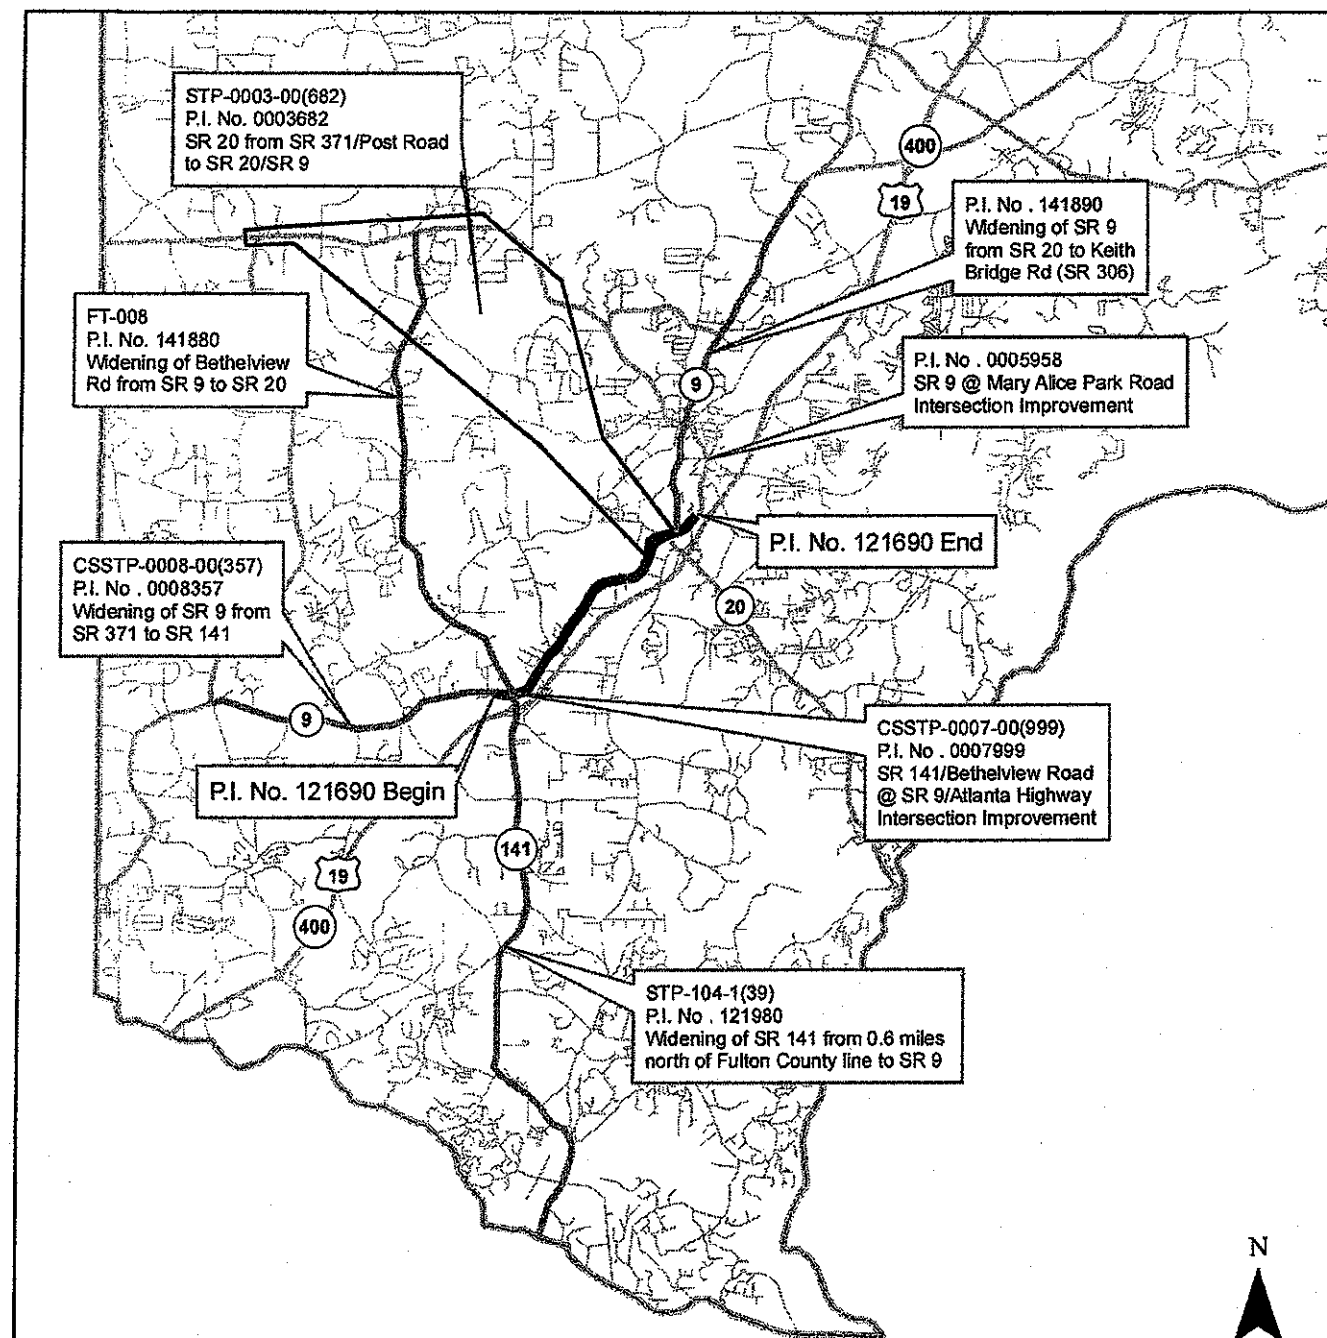 STP-0003-00(682)
P.I. No. 0003682
SR 20 from SR 371/Post Road
to SR 20/SR 9
400
19
P.I. No . 141890
Widening of SR 9
from SR 20 to Keith
Bridge Rd (SR 306)
FT-008
P.I. No. 141880
Widening of Bethelview
Rd from SR 9 to SR 20
P.I. No . 0005958
SR 9 @ Mary Alice Park Road
Intersection Improvement
9
P.I. No. 121690 End
CSSTP-0008-00(357)
P.I. No . 0008357
Widening of SR 9 from
SR 371 to SR 141
20
9
CSSTP-0007-00(999)
P.I. No . 0007999
SR 141/Bethelview Road
@ SR 9/Atlanta Highway
Intersection Improvement
P.I. No. 121690 Begin
141
19
400
STP-104-1(39)
P.I. No . 121980
Widening of SR 141 from 0.6 miles
north of Fulton County line to SR 9
N